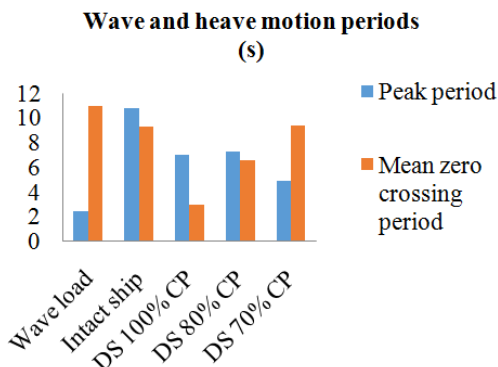 Wave and heave motion periods
(s)
12
10
8
6
4
2
0
Wave load
Intact ship
DS 100% CP
DS 80% CP
DS 70% CP
Peak period
Mean zero
crossing
period